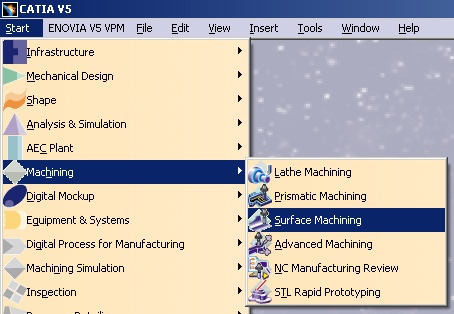 CATIA V5
Start ENOVIA V5 VPM File Edit View Insert Tools Window Help
Infrastructure
Mechanical Design
Shape
Analysis & Simulation
AEC Plant
Machining
Digital Mockup
Equipment & Systems
Digital Process for Manufacturing
Machining Simulation
Inspection
Lathe Machining
Prismatic Machining
Surface Machining
Advanced Machining
NC Manufacturing Review
STL Rapid Prototyping